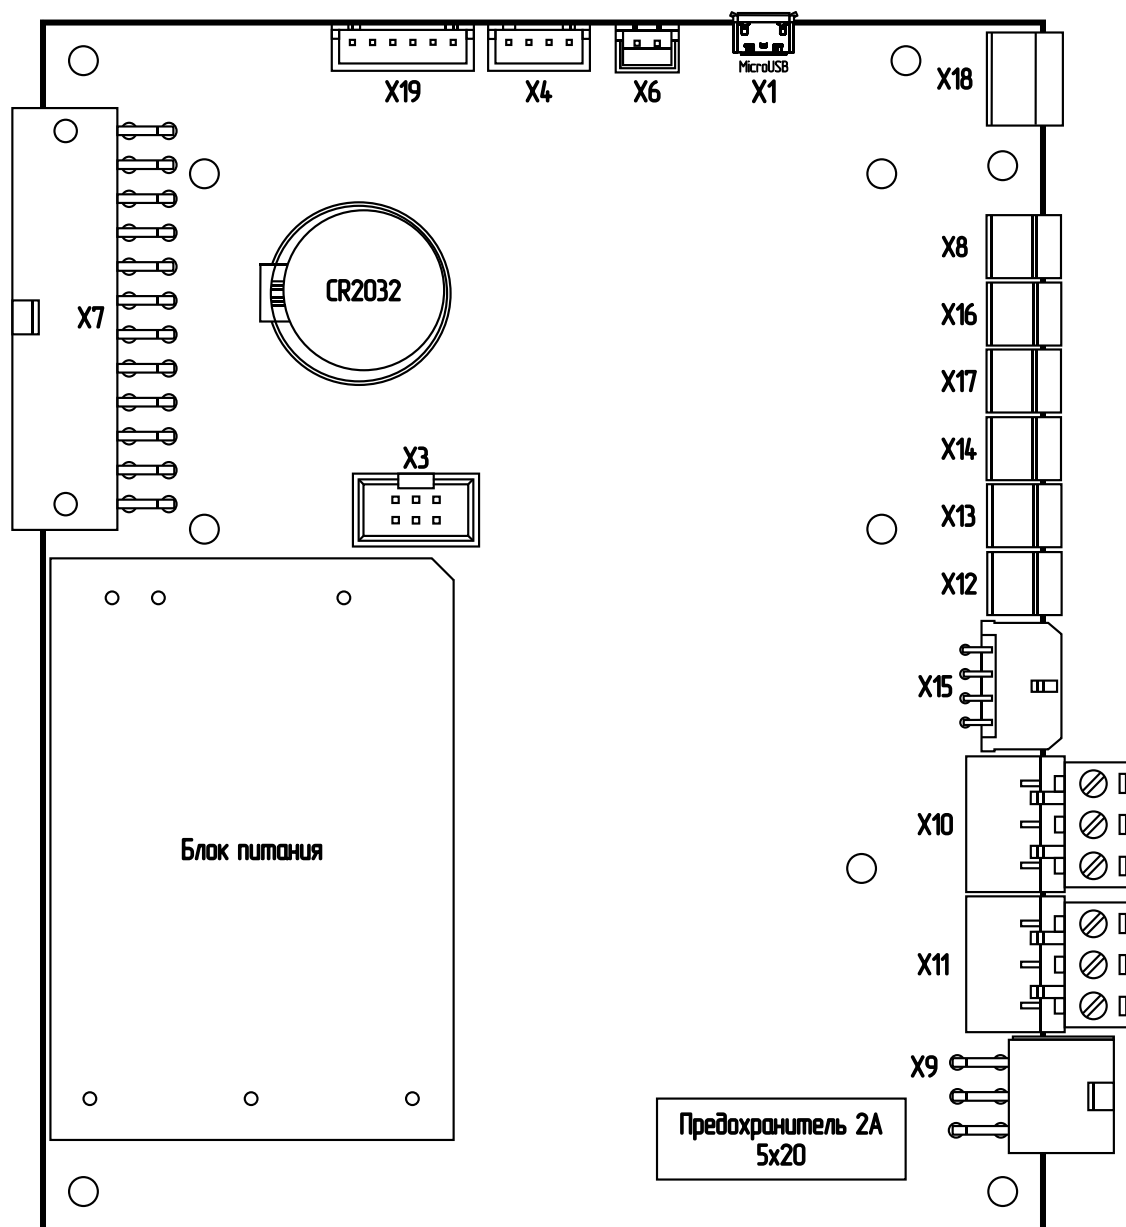 MicroUSB
X19
X4
X6
X1
X18
X8
CR2032
X7
X16
X17
X14
X3
X13
X12
X15
X10
Блок питания
X11
X9
Предохранитель 2А
5x20